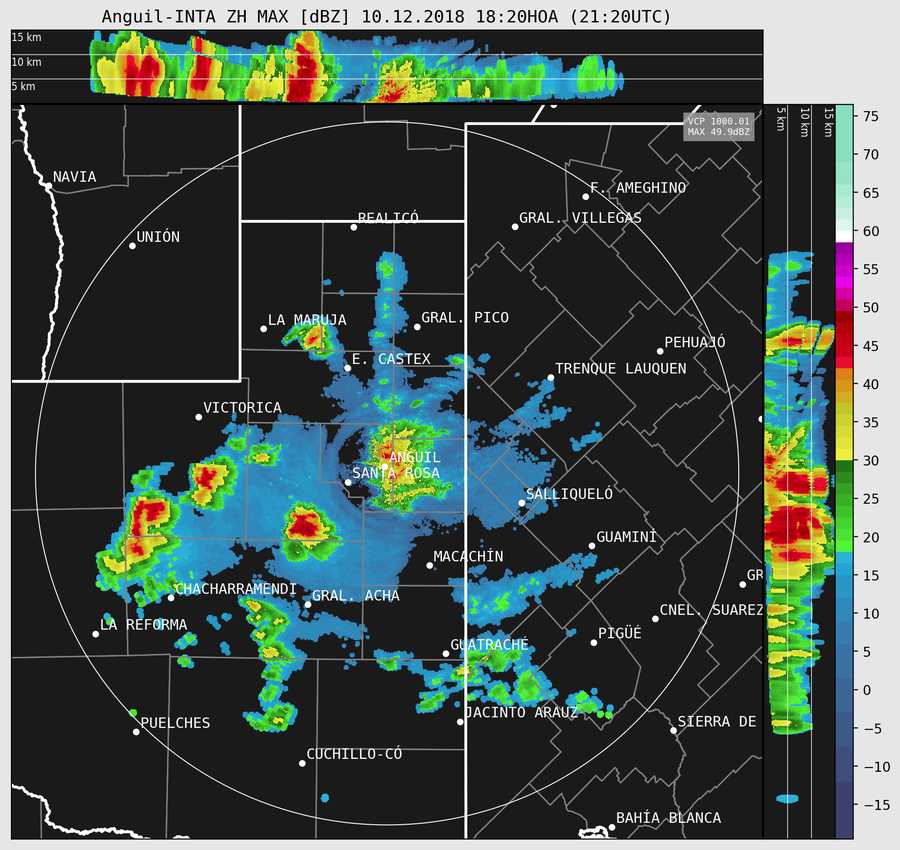 Anguil-INTA ZH MAX [dBZ] 10.12.2018 18:20HOA (21:20UTC)
15 km
10 km
5 km
VCP 1000.01
MAX 49.9dBZ
5 km
10 km
15 km
NAVIA
F. AMEGHINO
REALICÓ
GRAL. VILLEGAS
UNIÓN
LA MARUJA
GRAL. PICO
PEHUAJÓ
E. CASTEX
TRENQUE LAUQUEN
VICTORICA
ANGUIL
SANTA ROSA
SALLIQUELÓ
GUAMINÍ
MACACHÍN
GR
CHACHARRAMENDI
GRAL. ACHA
CNEL. SUAREZ
LA REFORMA
PIGÜÉ
GUATRACHÉ
JACINTO ARAUZ
PUELCHES
SIERRA DE
CUCHILLO-CÓ
BAHÍA BLANCA
75
70
65
60
55
50
45
40
35
30
25
20
15
10
5
0
−5
−10
−15